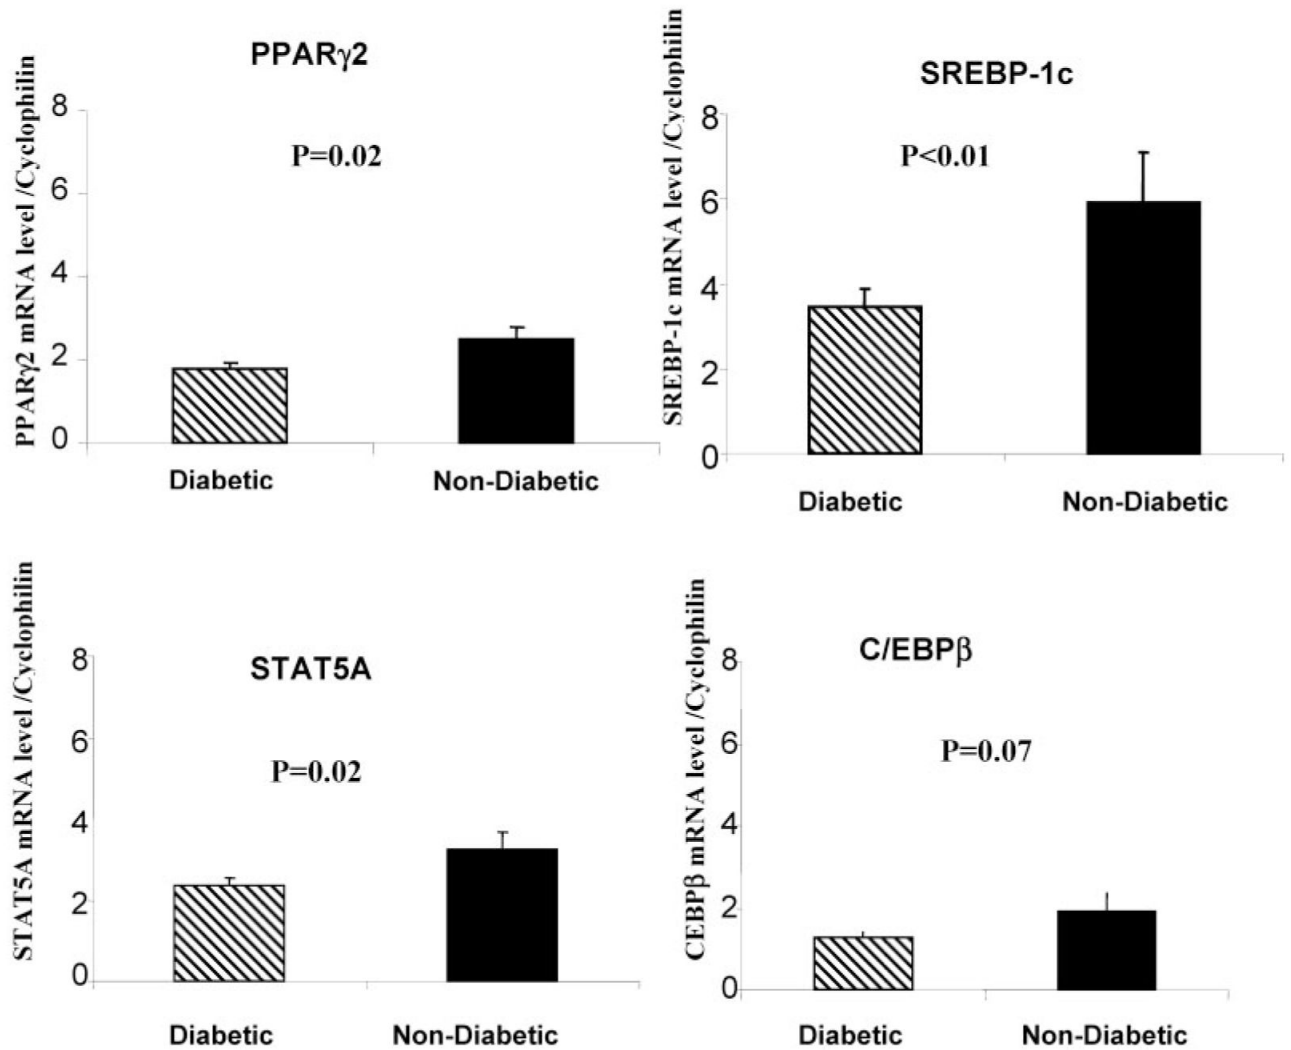 PPARγ2
PPARγ2 mRNA level /Cyclophilin
8
6
4
2
0
P=0.02
Diabetic
Non-Diabetic
SREBP-1c
SREBP-1c mRNA level /Cyclophilin
8
6
4
2
0
P<0.01
Diabetic
Non-Diabetic
STAT5A
STAT5A mRNA level /Cyclophilin
8
6
4
2
0
P=0.02
Diabetic
Non-Diabetic
C/EBPβ
CEBPβ mRNA level /Cyclophilin
8
6
4
2
0
P=0.07
Diabetic
Non-Diabetic